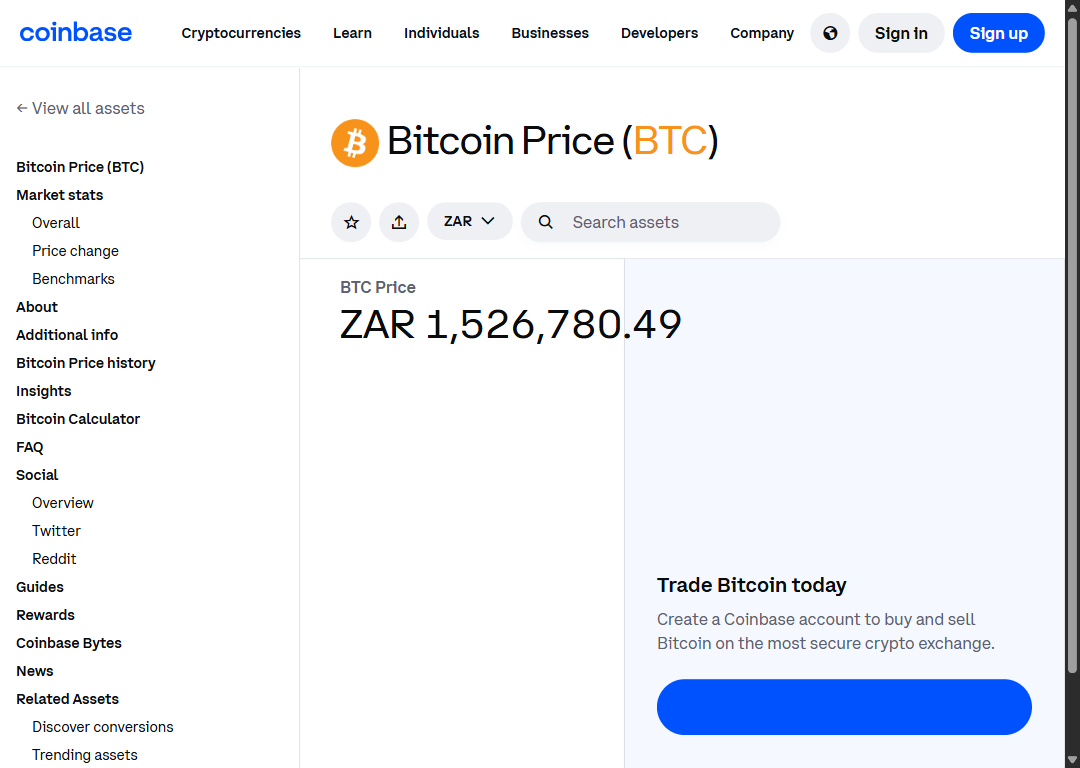 coinbase
Cryptocurrencies Learn Individuals Businesses Developers Company Sign in Sign up
← View all assets
Bitcoin Price (BTC)
Market stats
Overall
Price change
Benchmarks
About
Additional info
Bitcoin Price history
Insights
Bitcoin Calculator
FAQ
Social
Overview
Twitter
Reddit
Guides
Rewards
Coinbase Bytes
News
Related Assets
Discover conversions
Trending assets
Bitcoin Price (BTC)
ZAR Search assets
BTC Price
ZAR 1,526,780.49
Trade Bitcoin today
Create a Coinbase account to buy and sell
Bitcoin on the most secure crypto exchange.